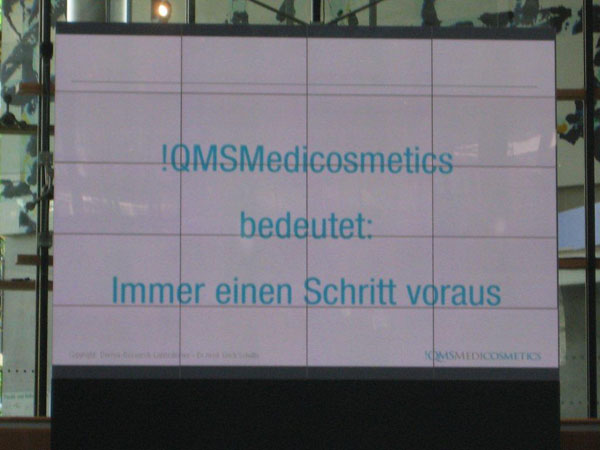 !QMSMedicosmetics
bedeutet:
Immer einen Schritt voraus
!QMSMEDICOSMETICS